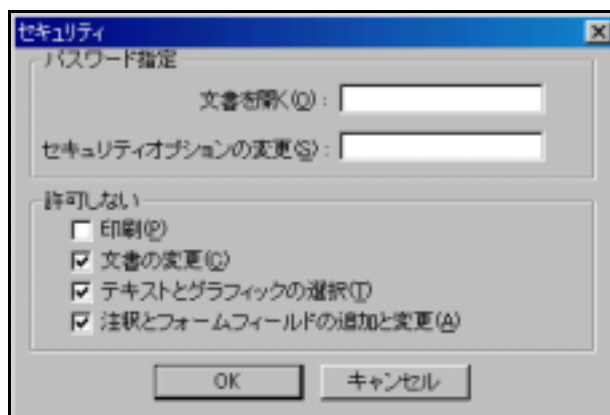 セキュリティ
パスワード指定
文書を開く(O):
セキュリティオプションの変更(S):
許可しない
印刷(P)
文書の変更(C)
テキストとグラフィックの選択(T)
注釈とフォームフィールドの追加と変更(A)
OK
キャンセル